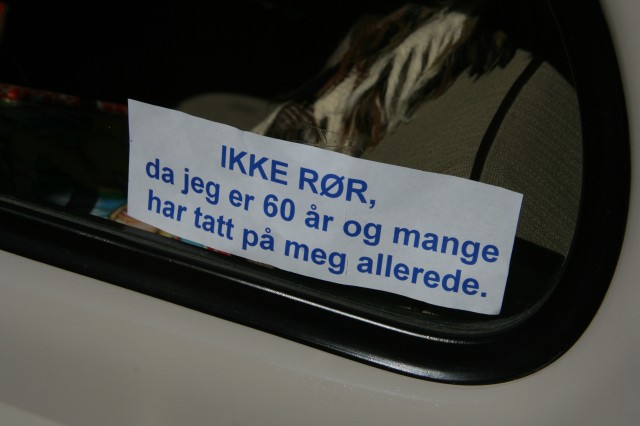 IKKE RØR,
da jeg er 60 år og mange
har tatt på meg allerede.